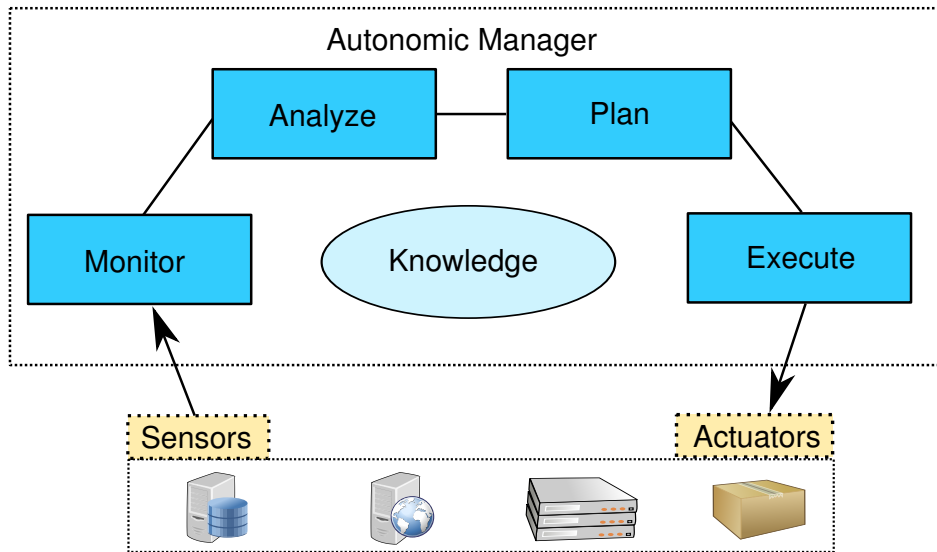 Autonomic Manager
Analyze
Plan
Monitor
Knowledge
Execute
Sensors
Actuators